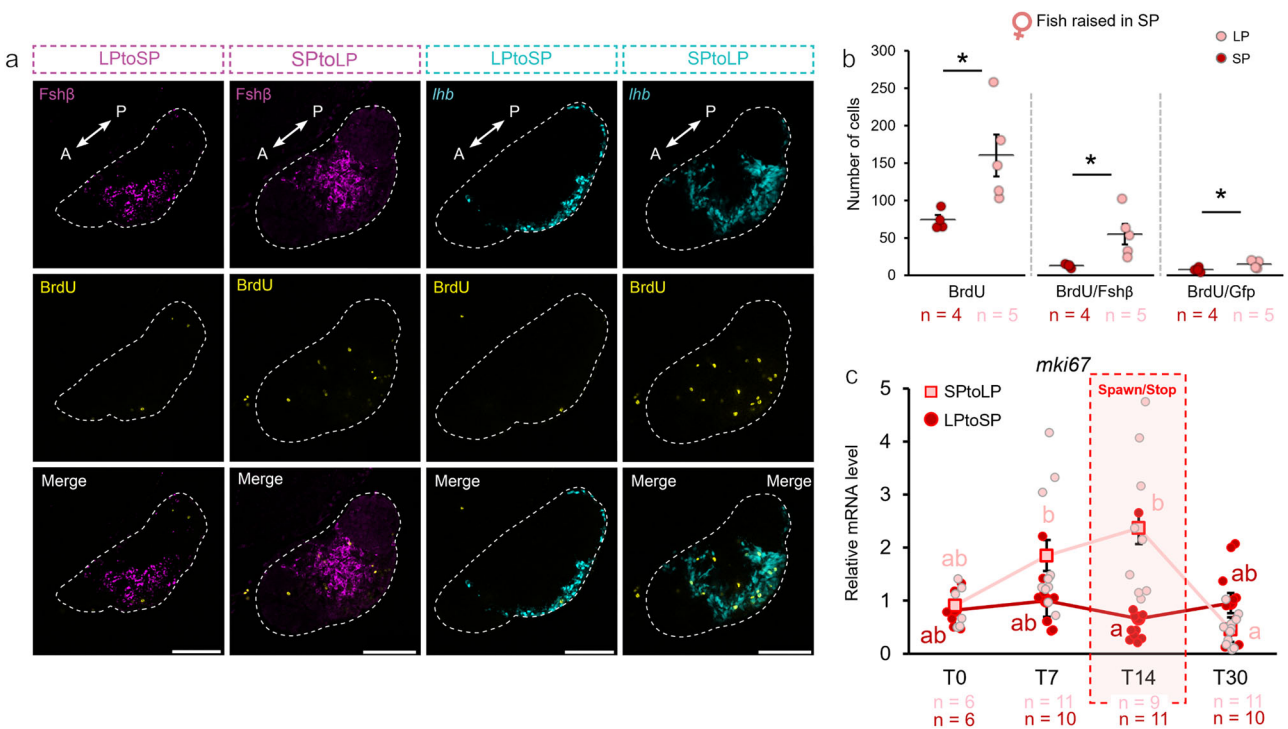 a
LPtoSP
SPtoLP
LPtoSP
SPtoLP
Fshβ
P
A
Fshβ
P
A
lhb
P
A
lhb
P
A
BrdU
BrdU
BrdU
BrdU
Merge
Merge
Merge
Merge
Merge
b
♀ Fish raised in SP
LP
SP
Number of cells
300
250
200
150
100
50
0
*
*
*
BrdU
BrdU/Fshβ
BrdU/Gfp
n = 4 n = 5
n = 4 n = 5
n = 4 n = 5
c
mki67
SPtoLP
LPtoSP
Spawn/Stop
Relative mRNA level
5
4
3
2
1
0
ab
b
b
ab
ab
ab
a
a
T0 T7 T14 T30
n = 6 n = 11 n = 9 n = 11
n = 6 n = 10 n = 11 n = 10